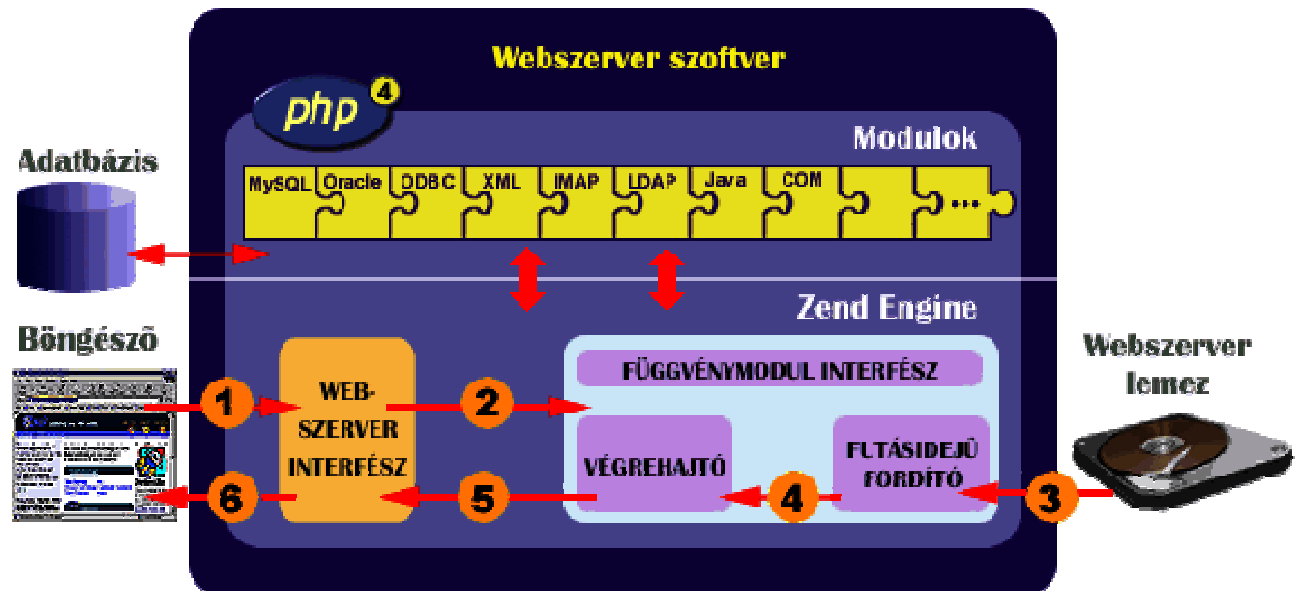 Webszerver szoftver
php 4
Modulok
Adatbázis
MySQL Oracle ODBC XML IMAP LDAP Java COM ...
Zend Engine
Böngésző
Webszerver
lemez
FÜGGVÉNYMODUL INTERFÉSZ
WEB-
SZERVER
INTERFÉSZ
1
2
VÉGREHAJTÓ
FUTÁSIDEJŰ
FORDÍTÓ
6
5
4
3